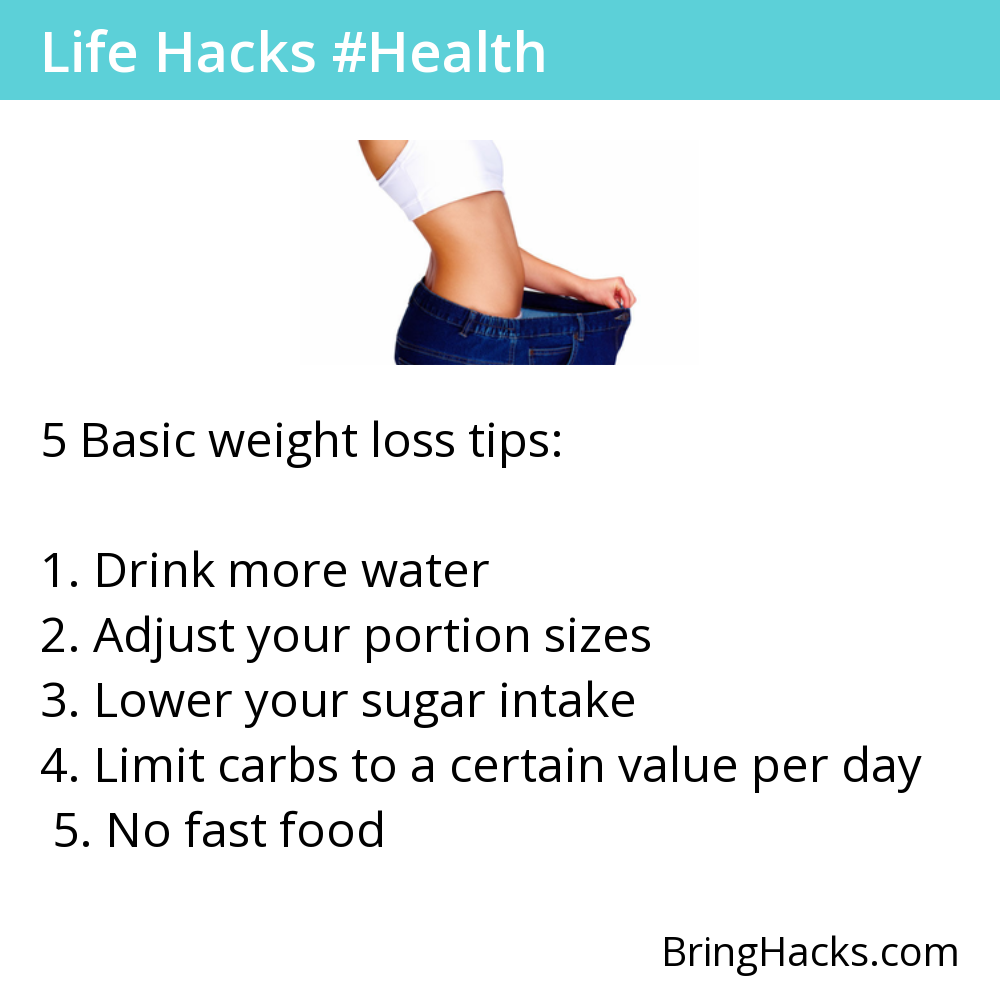 Life Hacks #Health
5 Basic weight loss tips:
1. Drink more water
2. Adjust your portion sizes
3. Lower your sugar intake
4. Limit carbs to a certain value per day
5. No fast food
BringHacks.com